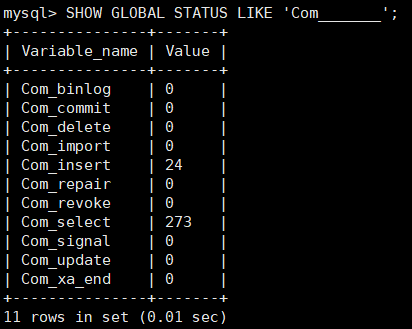 mysql> SHOW GLOBAL STATUS LIKE 'Com_______';
+---------------+-------+
| Variable_name | Value |
+---------------+-------+
| Com_binlog    | 0     |
| Com_commit    | 0     |
| Com_delete    | 0     |
| Com_import    | 0     |
| Com_insert    | 24    |
| Com_repair    | 0     |
| Com_revoke    | 0     |
| Com_select    | 273   |
| Com_signal    | 0     |
| Com_update    | 0     |
| Com_xa_end    | 0     |
+---------------+-------+
11 rows in set (0.01 sec)